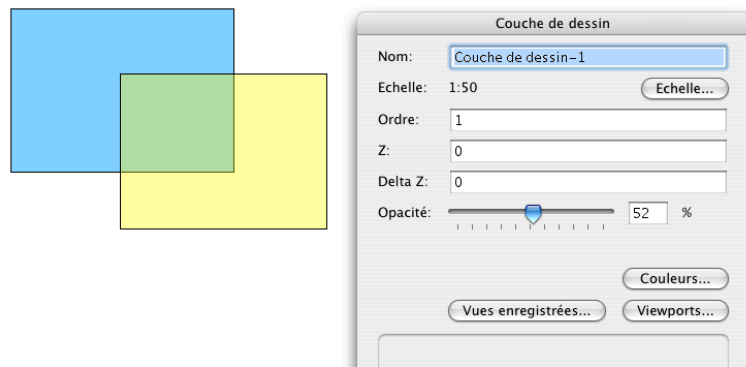 Couche de dessin
Nom: Couche de dessin-1
Echelle: 1:50 Echelle...
Ordre: 1
Z: 0
Delta Z: 0
Opacité: 52 %
Couleurs...
Vues enregistrées... Viewports...